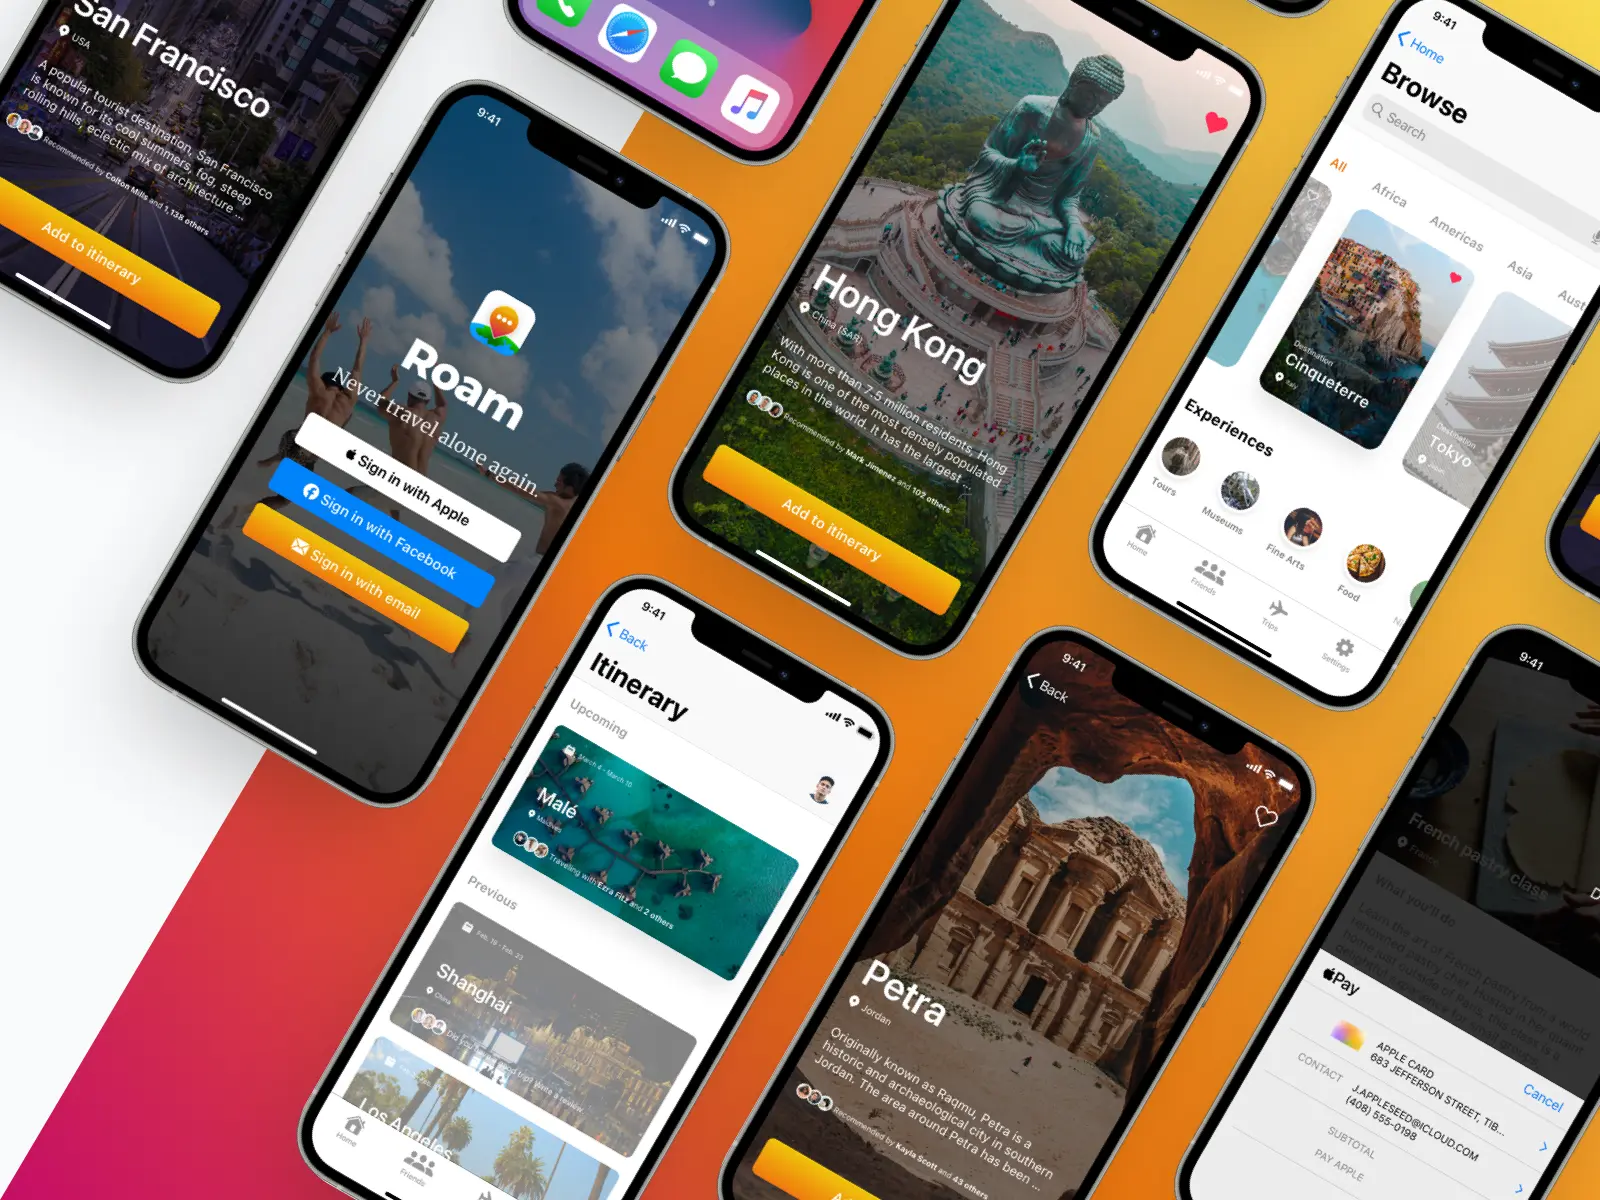 San Francisco
USA
A popular tourist destination, San Francisco
is known for its cool summers, fog, steep
rolling hills, eclectic mix of architecture ...
Recommended by Colton Mills and 1,138 others
Add to itinerary
9:41
Roam
Never travel alone again.
Sign in with Apple
Sign in with Facebook
Sign in with email
Hong Kong
China (SAR)
With more than 7.5 million residents, Hong
Kong is one of the most densely populated
places in the world. It has the largest ...
Recommended by Mark Jimenez and 102 others
Add to itinerary
9:41
Home
Browse
Search
All
Africa
Americas
Asia
Aust
Destination
Cinqueterre
Italy
Destination
Tokyo
Japan
Experiences
Tours
Museums
Fine Arts
Food
Ni
Home
Friends
Trips
Settings
9:41
Back
Itinerary
Upcoming
March 4 - March 10
Malé
Maldives
Traveling with Ezra Fitz and 2 others
Previous
Feb. 19 - Feb. 23
Shanghai
China
Los Angeles
Home
Friends
9:41
Back
Petra
Jordan
Originally known as Raqmu, Petra is a
historic and archaeological city in southern
Jordan. The area around Petra has been ...
Recommended by Kayla Scott and 43 others
9:41
French pastry class
What you'll do
Learn the art of French pastry from a world
renowned pastry chef. Hosted in her quaint
home just outside of Paris, this class is a
Pay
Cancel
APPLE CARD
683 JEFFERSON STREET, TIB...
CONTACT
J.APPLESEED@ICLOUD.COM
(408) 555-0198
SUBTOTAL
PAY APPLE